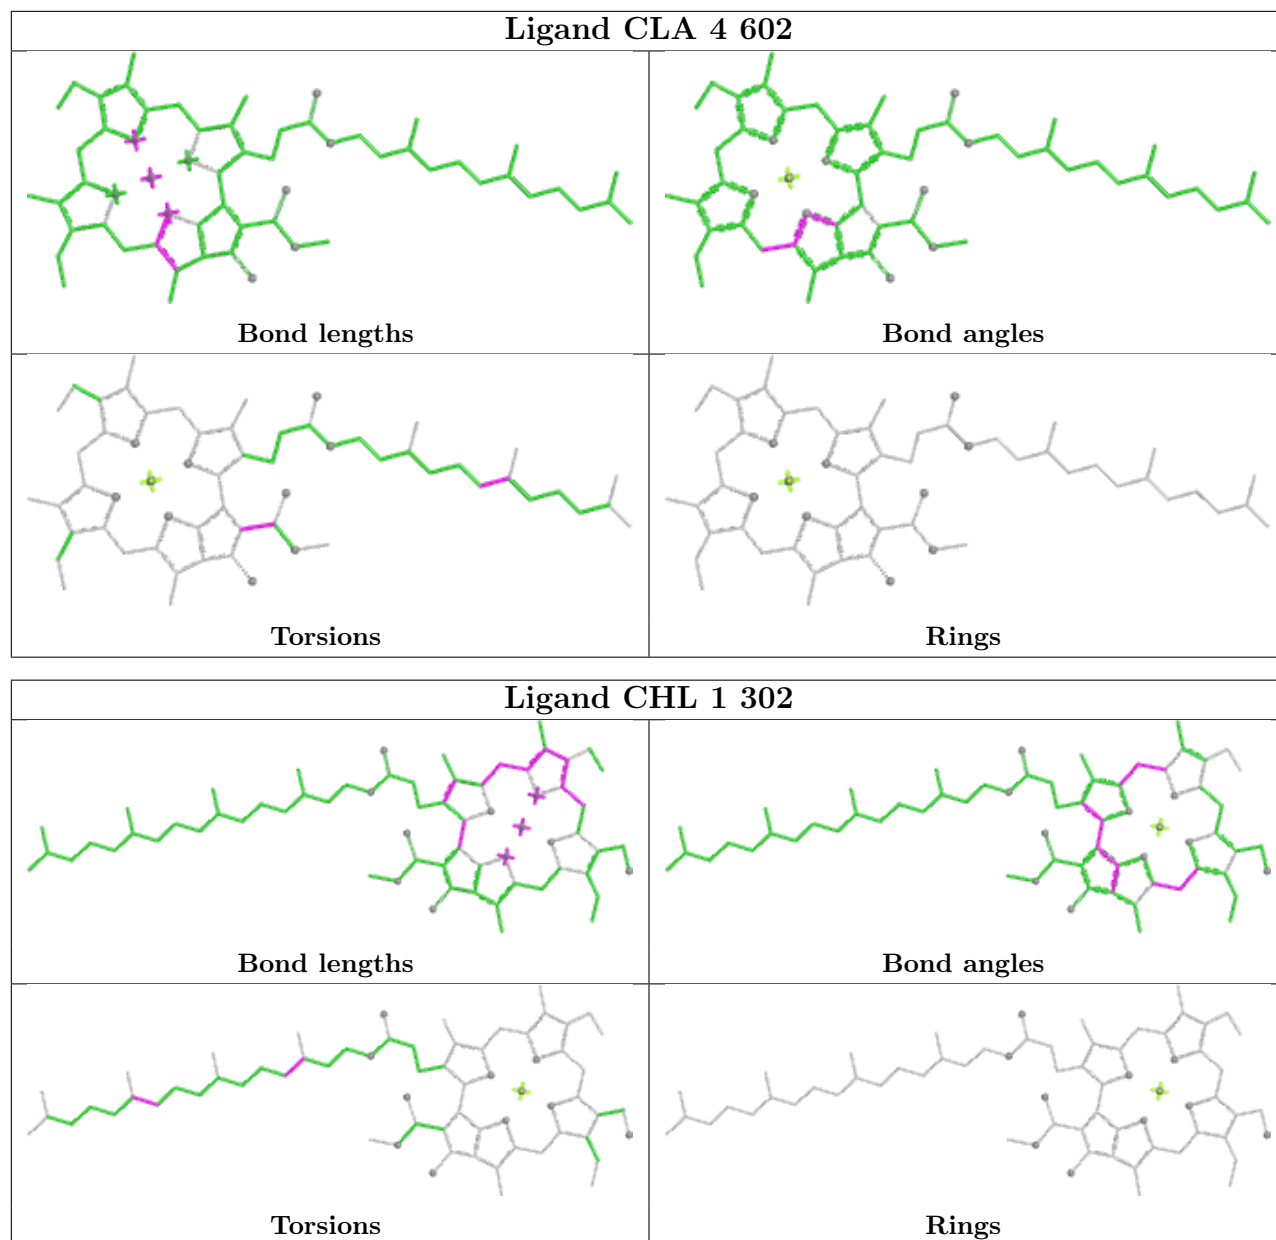 Ligand CLA 4 602
Bond lengths
Bond angles
Torsions
Rings
Ligand CHL 1 302
Bond lengths
Bond angles
Torsions
Rings